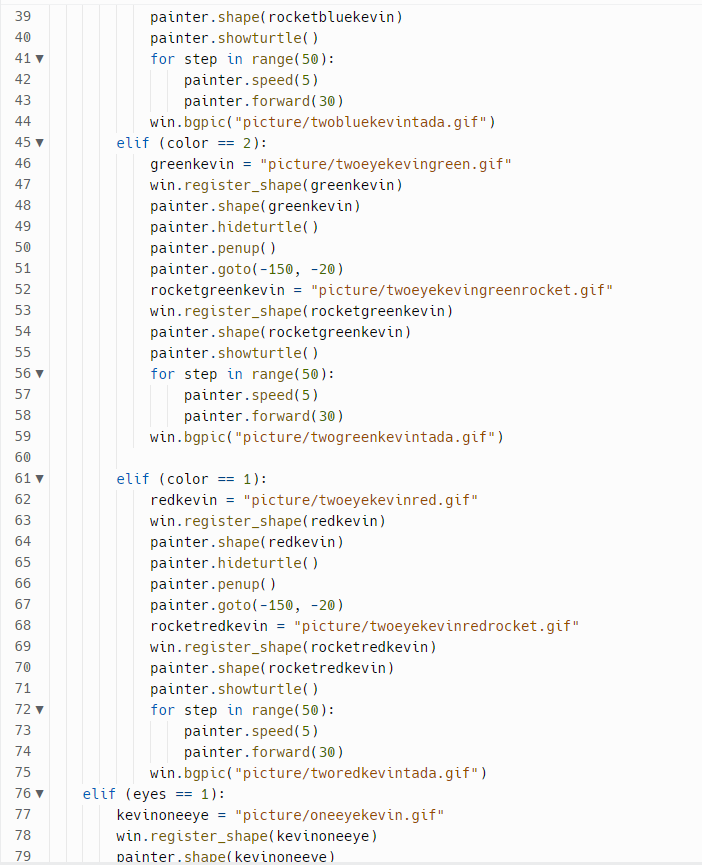 39 painter.shape(rocketbluekevin)
40 painter.showturtle()
41 for step in range(50):
42 painter.speed(5)
43 painter.forward(30)
44 win.bgpic("picture/twobluekevintada.gif")
45 elif (color == 2):
46 greenkevin = "picture/twoeyekevingreen.gif"
47 win.register_shape(greenkevin)
48 painter.shape(greenkevin)
49 painter.hideturtle()
50 painter.penup()
51 painter.goto(-150, -20)
52 rocketgreenkevin = "picture/twoeyekevingreenrocket.gif"
53 win.register_shape(rocketgreenkevin)
54 painter.shape(rocketgreenkevin)
55 painter.showturtle()
56 for step in range(50):
57 painter.speed(5)
58 painter.forward(30)
59 win.bgpic("picture/twogreenkevintada.gif")
60
61 elif (color == 1):
62 redkevin = "picture/twoeyekevinred.gif"
63 win.register_shape(redkevin)
64 painter.shape(redkevin)
65 painter.hideturtle()
66 painter.penup()
67 painter.goto(-150, -20)
68 rocketredkevin = "picture/twoeyekevinredrocket.gif"
69 win.register_shape(rocketredkevin)
70 painter.shape(rocketredkevin)
71 painter.showturtle()
72 for step in range(50):
73 painter.speed(5)
74 painter.forward(30)
75 win.bgpic("picture/tworedkevintada.gif")
76 elif (eyes == 1):
77 kevinoneeye = "picture/oneeyekevin.gif"
78 win.register_shape(kevinoneeye)
79 painter.shape(kevinoneeye)